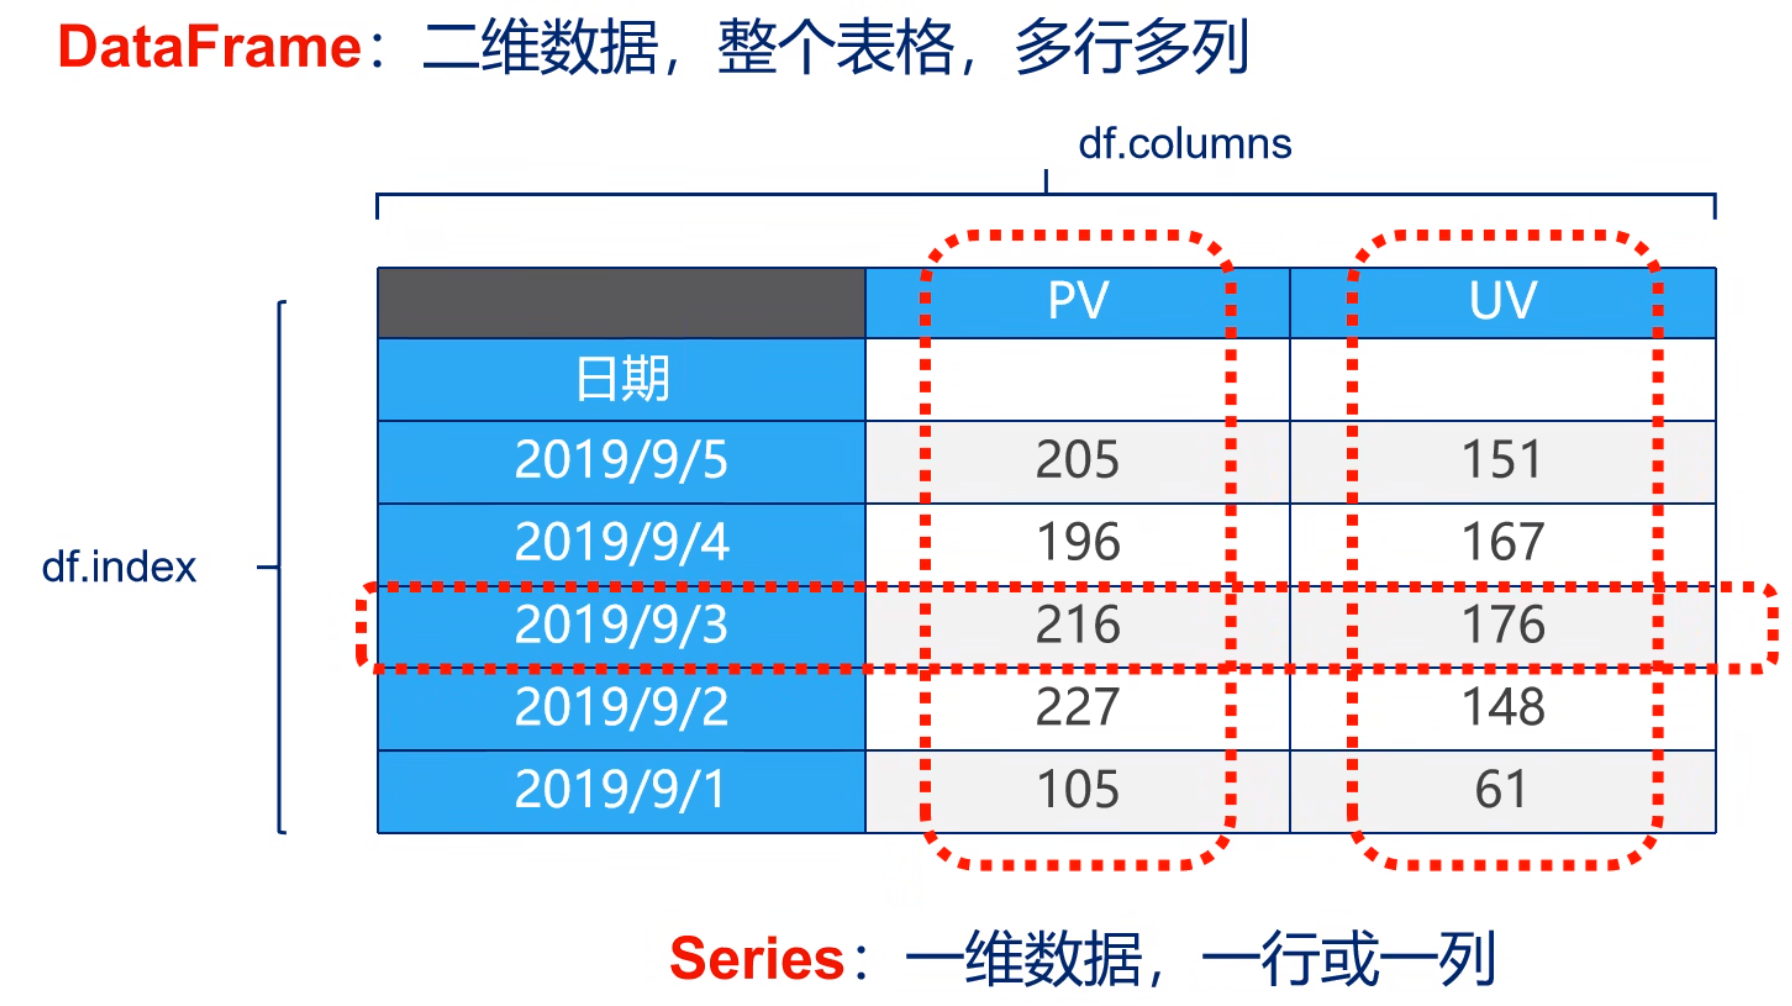 DataFrame：二维数据，整个表格，多行多列
df.columns
PV UV
日期
2019/9/5 205 151
2019/9/4 196 167
df.index
2019/9/3 216 176
2019/9/2 227 148
2019/9/1 105 61
Series：一维数据，一行或一列